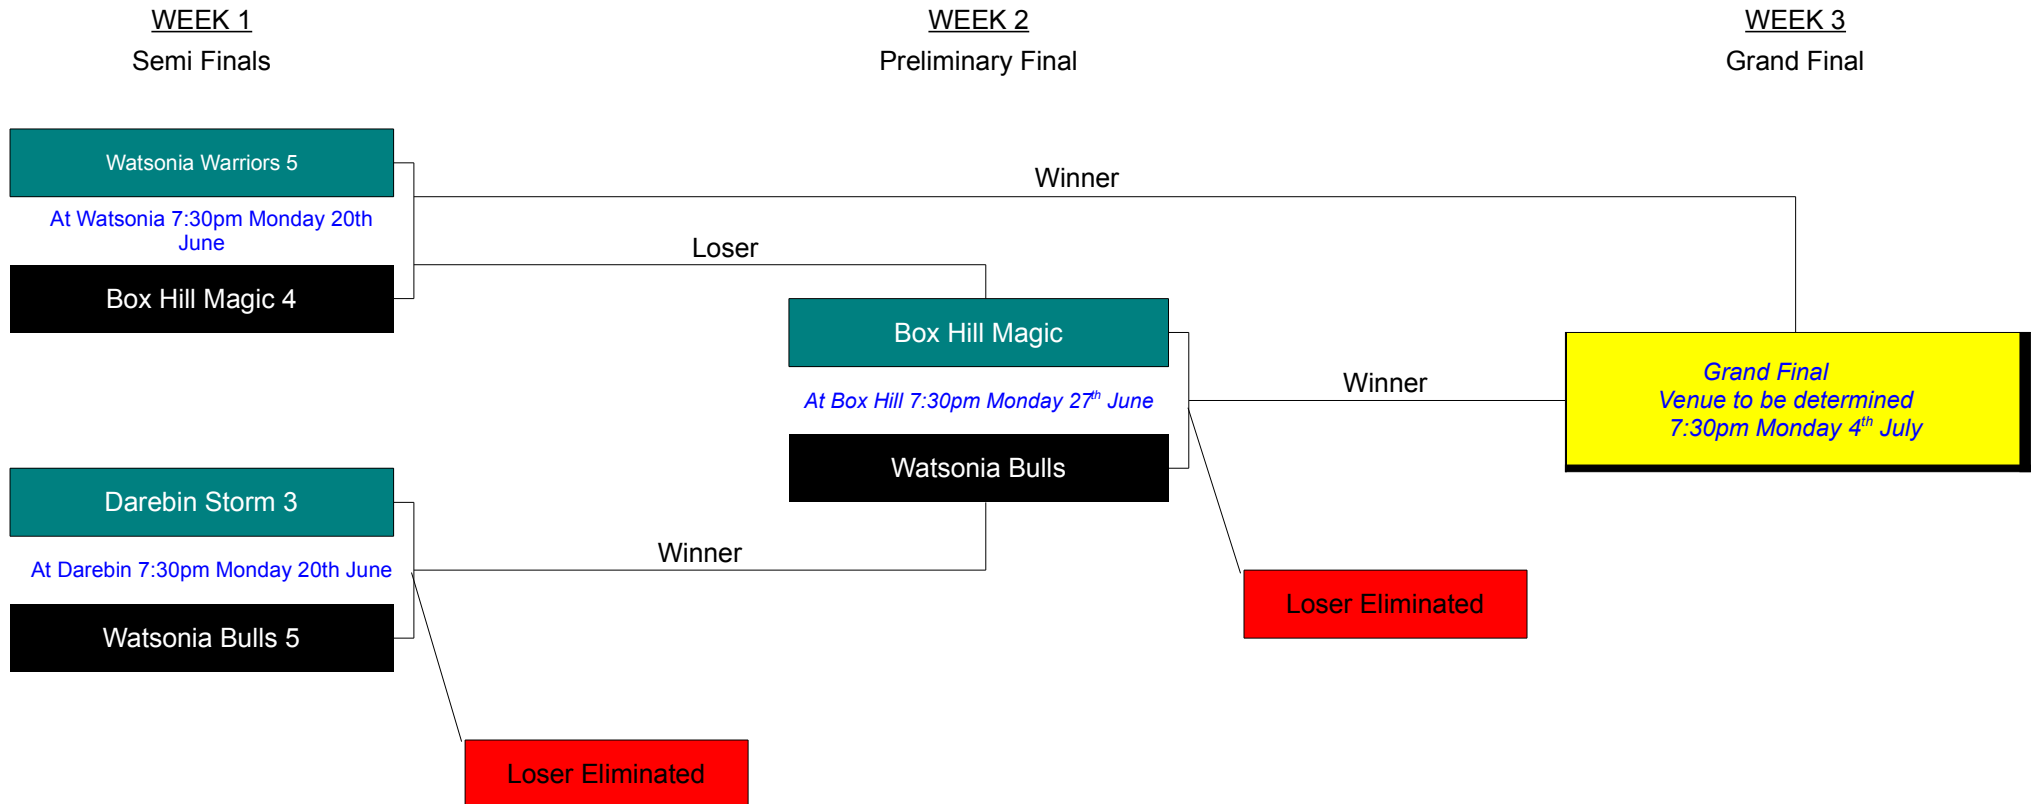 WEEK 1
Semi Finals
WEEK 2
Preliminary Final
WEEK 3
Grand Final
Watsonia Warriors 5
At Watsonia 7:30pm Monday 20th
June
Box Hill Magic 4
Winner
Loser
Box Hill Magic
At Box Hill 7:30pm Monday 27th June
Watsonia Bulls
Winner
Grand Final
Venue to be determined
7:30pm Monday 4th July
Darebin Storm 3
At Darebin 7:30pm Monday 20th June
Watsonia Bulls 5
Winner
Loser Eliminated
Loser Eliminated